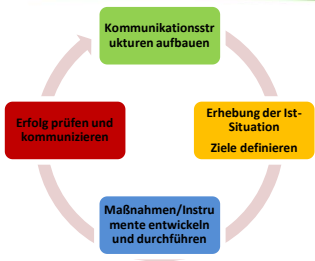 Kommunikationsstr
ukturen aufbauen
Erhebung der Ist-
Situation
Ziele definieren
Maßnahmen/Instru
mente entwickeln
und durchführen
Erfolg prüfen und
kommunizieren